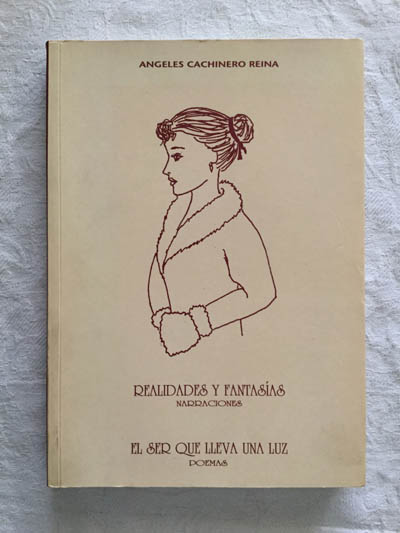 ANGELES CACHINERO REINA
REALIDADES Y FANTASÍAS
NARRACIONES
EL SER QUE LLEVA UNA LUZ
POEMAS